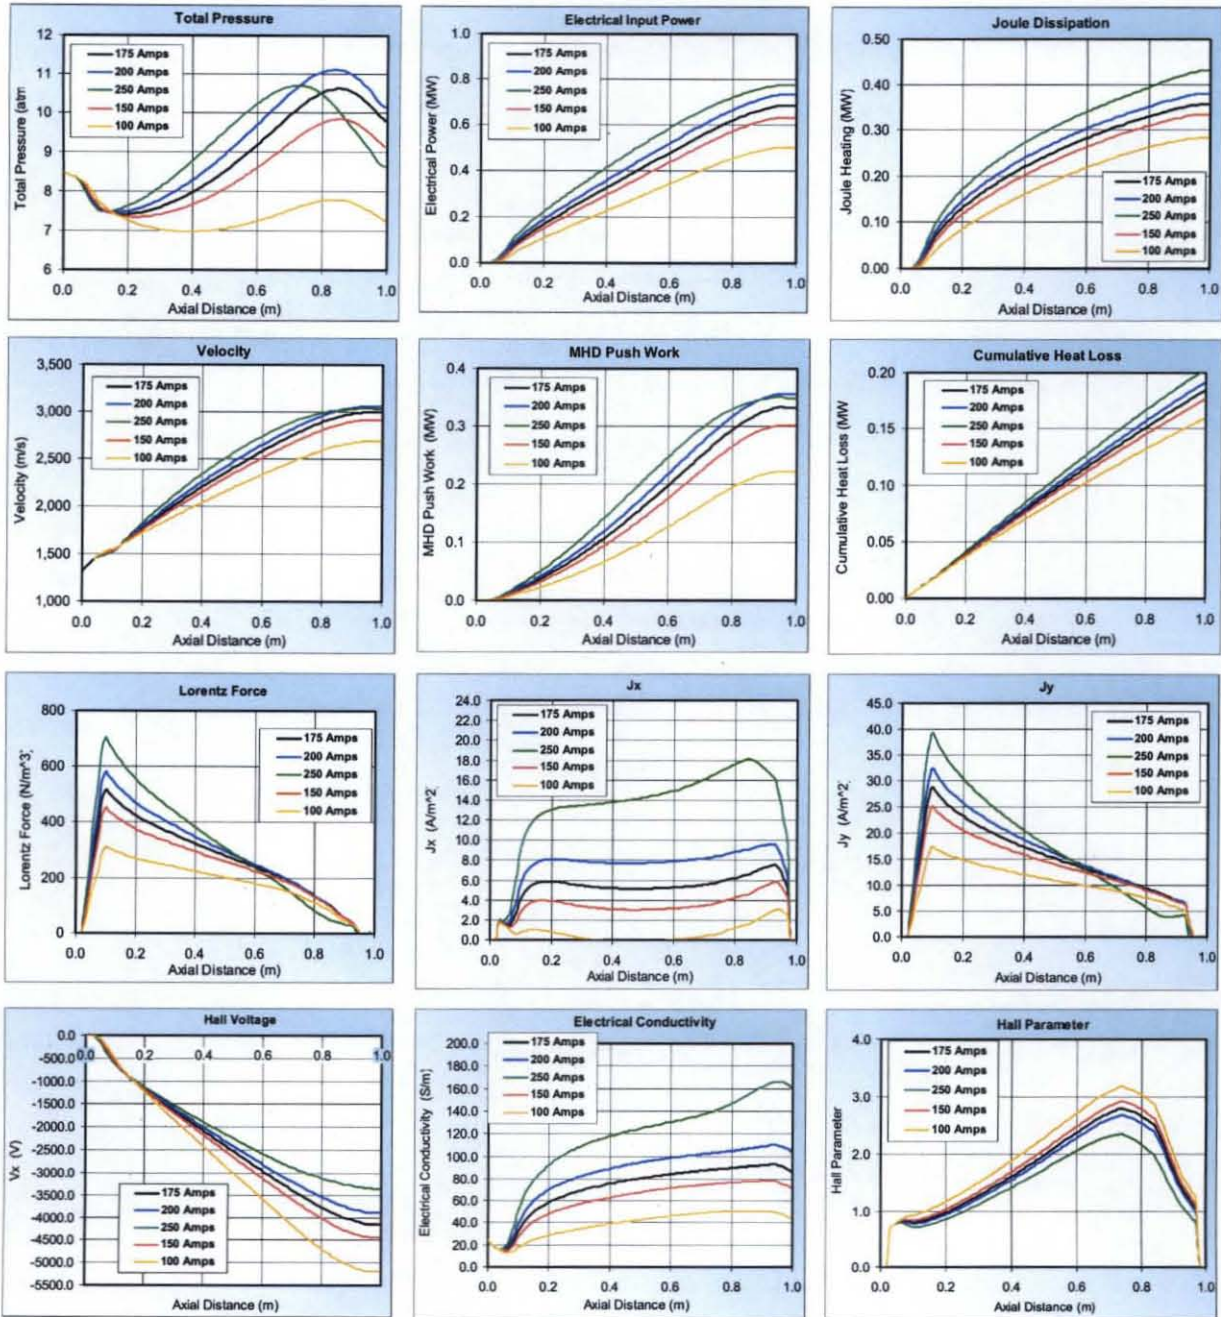 Total Pressure
Total Pressure (atm
12
11
10
9
8
7
6
175 Amps
200 Amps
250 Amps
150 Amps
100 Amps
0.0 0.2 0.4 0.6 0.8 1.0
Axial Distance (m)
Electrical Input Power
Electrical Power (MW)
1.0
0.8
0.6
0.4
0.2
0.0
175 Amps
200 Amps
250 Amps
150 Amps
100 Amps
0.0 0.2 0.4 0.6 0.8 1.0
Axial Distance (m)
Joule Dissipation
Joule Heating (MW)
0.50
0.40
0.30
0.20
0.10
0.00
175 Amps
200 Amps
250 Amps
150 Amps
100 Amps
0.0 0.2 0.4 0.6 0.8 1.0
Axial Distance (m)
Velocity
Velocity (m/s)
3,500
3,000
2,500
2,000
1,500
1,000
175 Amps
200 Amps
250 Amps
150 Amps
100 Amps
0.0 0.2 0.4 0.6 0.8 1.0
Axial Distance (m)
MHD Push Work
MHD Push Work (MW)
0.4
0.3
0.2
0.1
0.0
175 Amps
200 Amps
250 Amps
150 Amps
100 Amps
0.0 0.2 0.4 0.6 0.8 1.0
Axial Distance (m)
Cumulative Heat Loss
Cumulative Heat Loss (MW
0.20
0.15
0.10
0.05
0.00
175 Amps
200 Amps
250 Amps
150 Amps
100 Amps
0.0 0.2 0.4 0.6 0.8 1.0
Axial Distance (m)
Lorentz Force
Lorentz Force (N/m^3)
800
600
400
200
0
175 Amps
200 Amps
250 Amps
150 Amps
100 Amps
0.0 0.2 0.4 0.6 0.8 1.0
Axial Distance (m)
Jx
Jx (A/m^2)
24.0
22.0
20.0
18.0
16.0
14.0
12.0
10.0
8.0
6.0
4.0
2.0
0.0
175 Amps
200 Amps
250 Amps
150 Amps
100 Amps
0.0 0.2 0.4 0.6 0.8 1.0
Axial Distance (m)
Jy
Jy (A/m^2)
45.0
40.0
35.0
30.0
25.0
20.0
15.0
10.0
5.0
0.0
175 Amps
200 Amps
250 Amps
150 Amps
100 Amps
0.0 0.2 0.4 0.6 0.8 1.0
Axial Distance (m)
Hall Voltage
Vx (V)
0.0
-500.0
-1000.0
-1500.0
-2000.0
-2500.0
-3000.0
-3500.0
-4000.0
-4500.0
-5000.0
-5500.0
0.0 0.2 0.4 0.6 0.8 1.0
175 Amps
200 Amps
250 Amps
150 Amps
100 Amps
Axial Distance (m)
Electrical Conductivity
Electrical Conductivity (S/m)
200.0
180.0
160.0
140.0
120.0
100.0
80.0
60.0
40.0
20.0
175 Amps
200 Amps
250 Amps
150 Amps
100 Amps
0.0 0.2 0.4 0.6 0.8 1.0
Axial Distance (m)
Hall Parameter
Hall Parameter
4.0
3.0
2.0
1.0
0.0
175 Amps
200 Amps
250 Amps
150 Amps
100 Amps
0.0 0.2 0.4 0.6 0.8 1.0
Axial Distance (m)